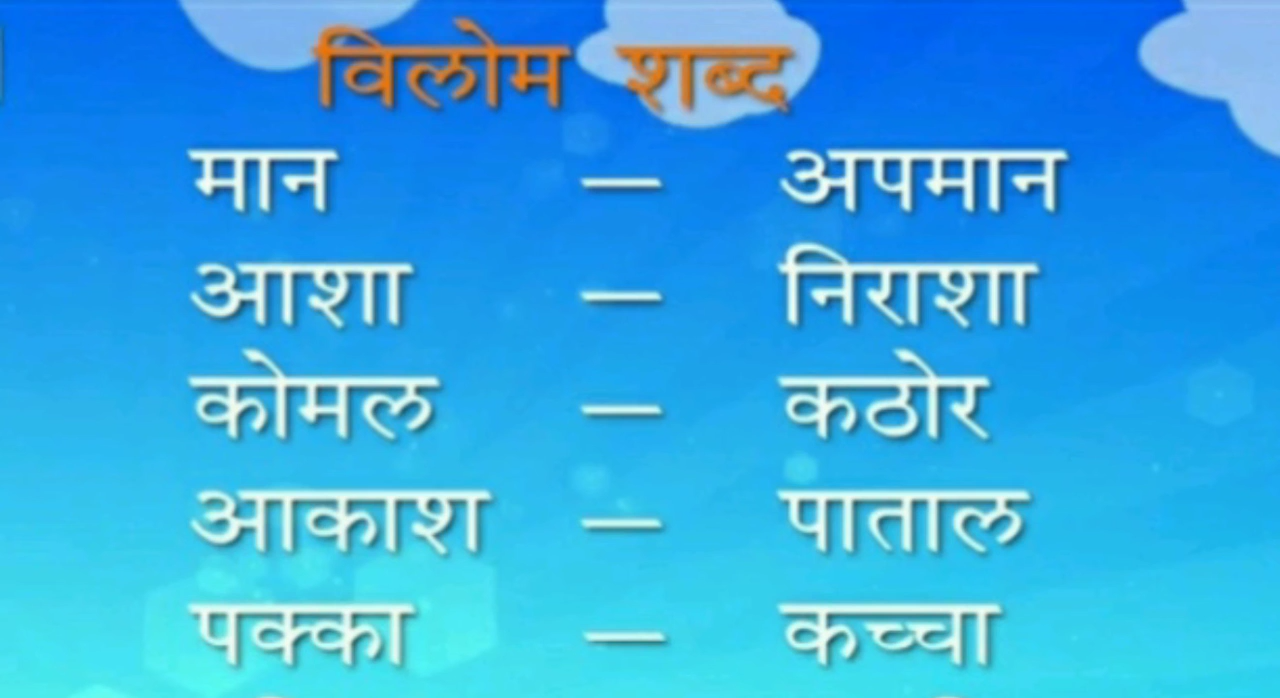 विलोम शब्द
मान — अपमान
आशा — निराशा
कोमल — कठोर
आकाश — पाताल
पक्का — कच्चा